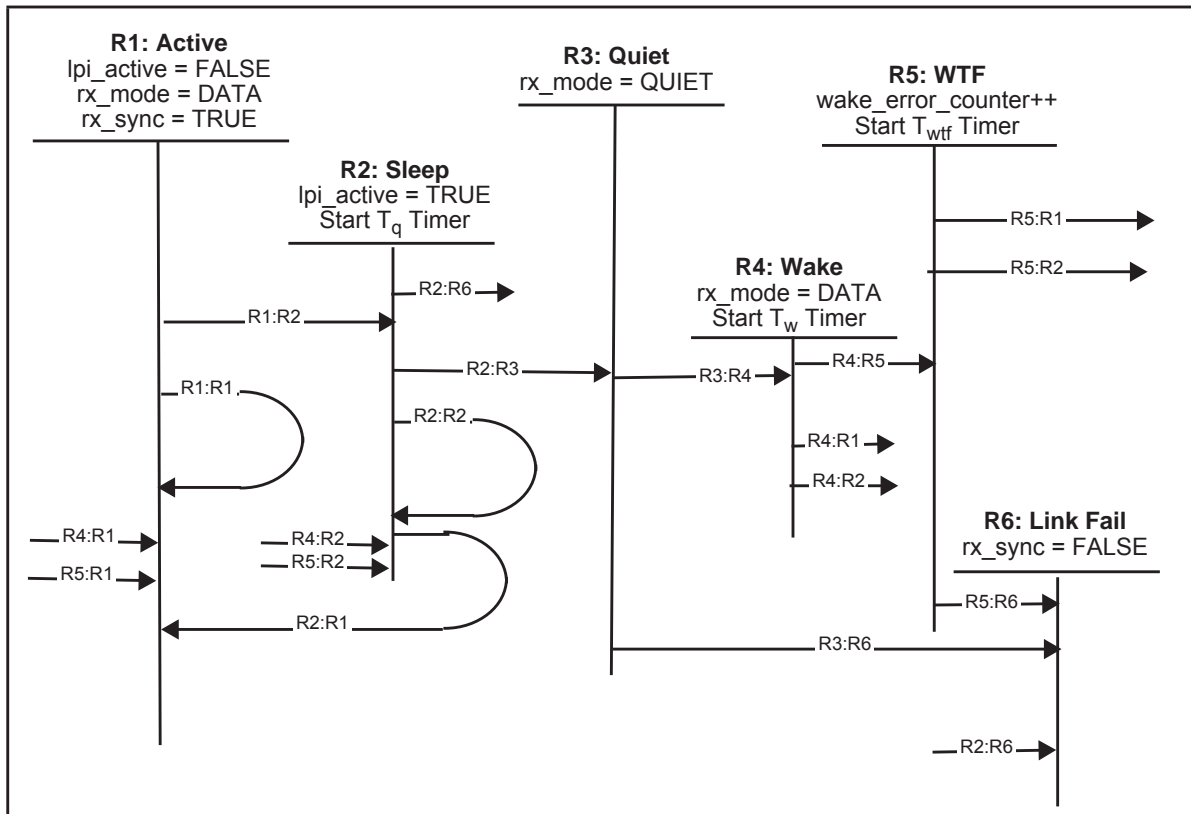 R1: Active
lpi_active = FALSE
rx_mode = DATA
rx_sync = TRUE
R2: Sleep
lpi_active = TRUE
Start Tq Timer
R3: Quiet
rx_mode = QUIET
R4: Wake
rx_mode = DATA
Start Tw Timer
R5: WTF
wake_error_counter++
Start Twtf Timer
R5:R1
R5:R2
R2:R6
R1:R2
R2:R3
R3:R4
R4:R5
R1:R1
R2:R2
R4:R1
R4:R2
R6: Link Fail
rx_sync = FALSE
R4:R1
R4:R2
R5:R2
R5:R1
R2:R1
R5:R6
R3:R6
R2:R6